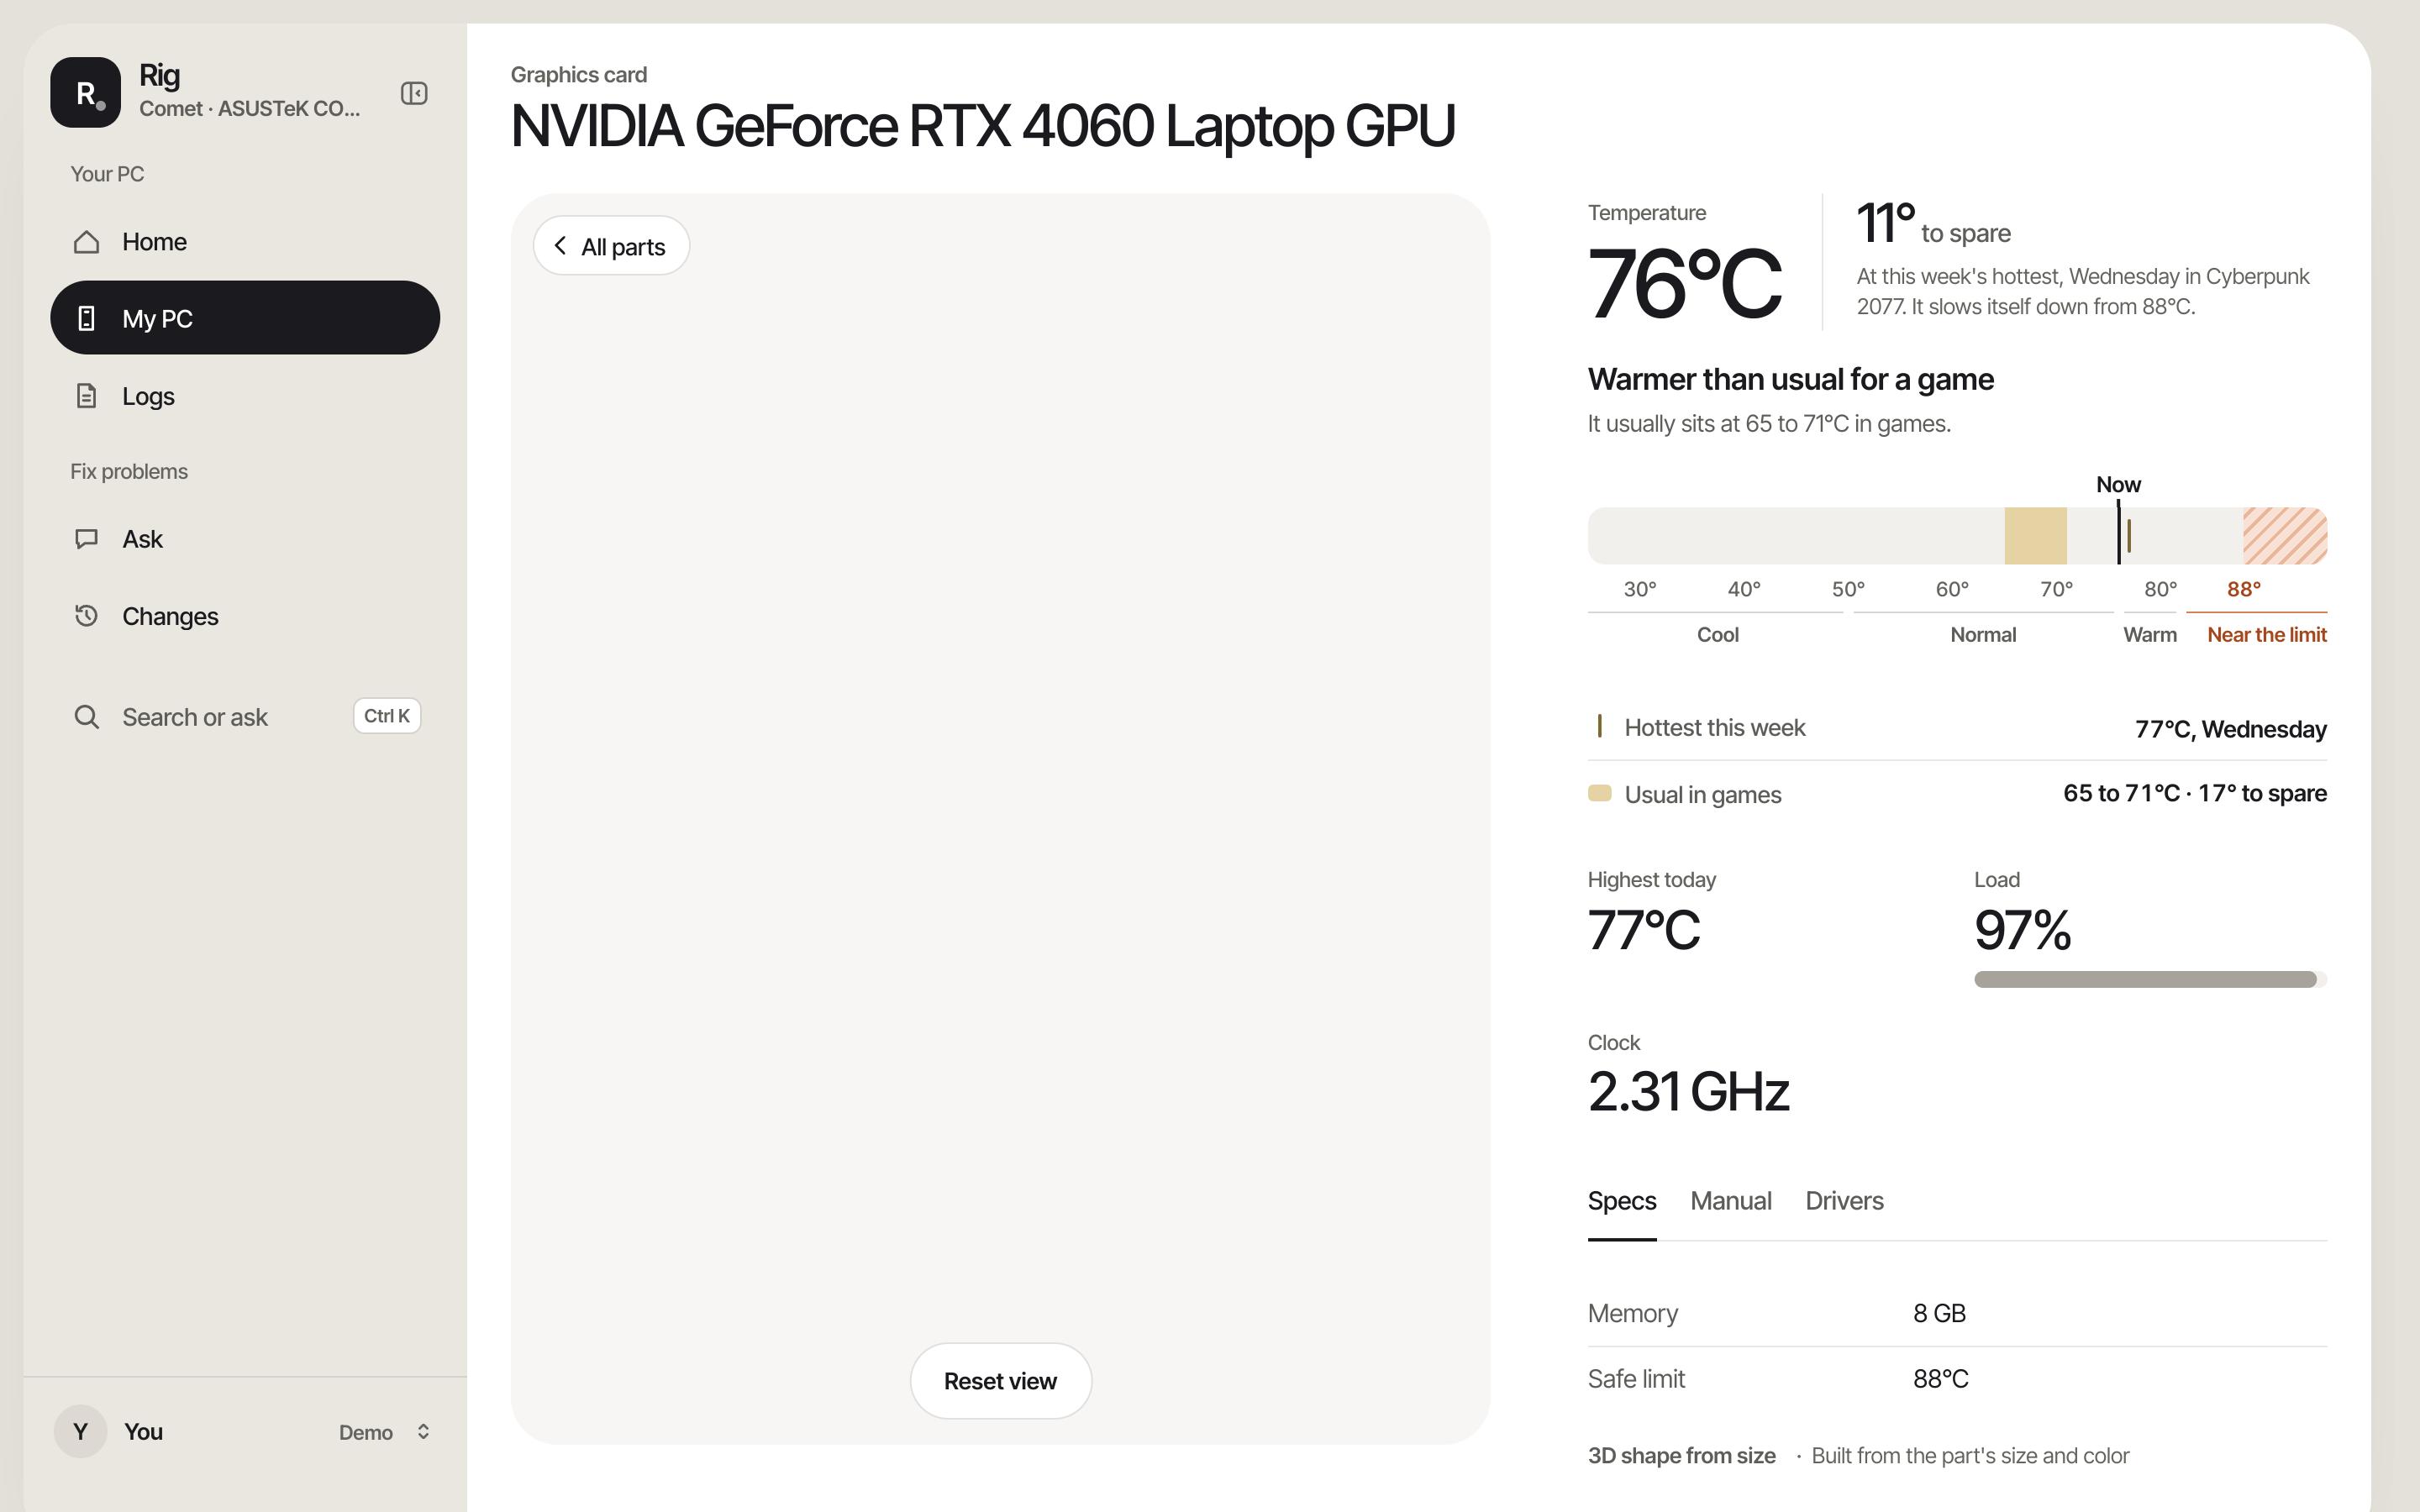 R.
Rig
Comet · ASUSTeK CO...
Your PC
Home
My PC
Logs
Fix problems
Ask
Changes
Search or ask
Ctrl K
Y
You
Demo
Graphics card
NVIDIA GeForce RTX 4060 Laptop GPU
All parts
Reset view
Temperature
76°C
11° to spare
At this week's hottest, Wednesday in Cyberpunk
2077. It slows itself down from 88°C.
Warmer than usual for a game
It usually sits at 65 to 71°C in games.
Now
30° 40° 50° 60° 70° 80° 88°
Cool Normal Warm Near the limit
Hottest this week 77°C, Wednesday
Usual in games 65 to 71°C · 17° to spare
Highest today
77°C
Load
97%
Clock
2.31 GHz
Specs Manual Drivers
Memory 8 GB
Safe limit 88°C
3D shape from size · Built from the part's size and color